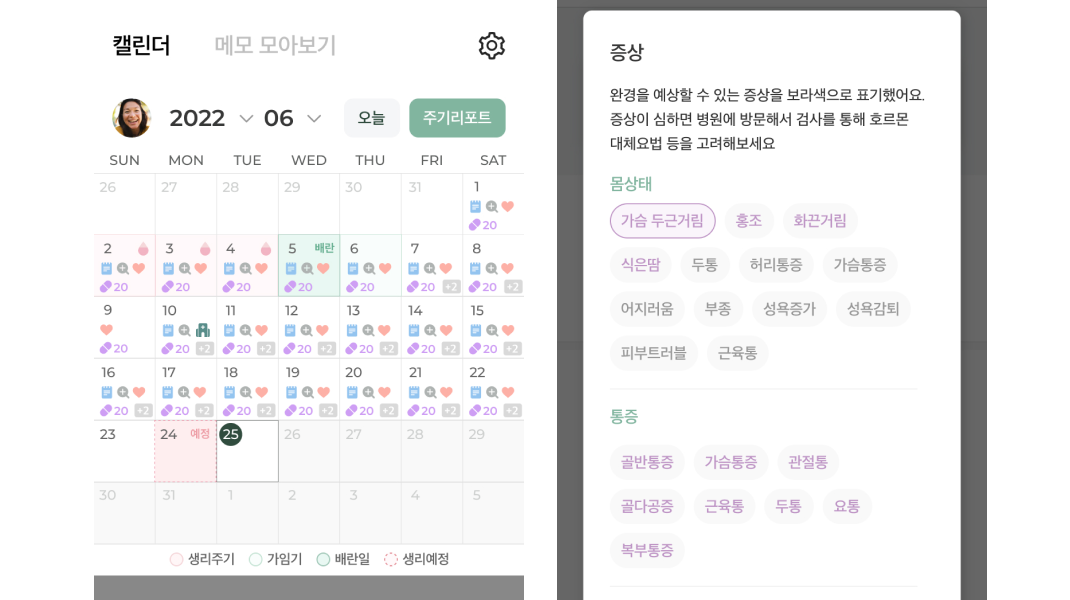 캘린더 메모 모아보기
2022 06 오늘 주기리포트
SUN MON TUE WED THU FRI SAT
26 27 28 29 30 31 1
20
2 3 4 5 배란 6 7 8
20 20 20 20 20 20 +2 20 +2
9 10 11 12 13 14 15
20 20 +2 20 +2 20 +2 20 +2 20 +2 20 +2
16 17 18 19 20 21 22
20 +2 20 +2 20 +2 20 +2 20 +2 20 +2 20 +2
23 24 예정 25 26 27 28 29
30 31 1 2 3 4 5
생리주기 가임기 배란일 생리예정
증상
완경을 예상할 수 있는 증상을 보라색으로 표기했어요.
증상이 심하면 병원에 방문해서 검사를 통해 호르몬
대체요법 등을 고려해보세요
몸상태
가슴 두근거림 홍조 화끈거림
식은땀 두통 허리통증 가슴통증
어지러움 부종 성욕증가 성욕감퇴
피부트러블 근육통
통증
골반통증 가슴통증 관절통
골다공증 근육통 두통 요통
복부통증